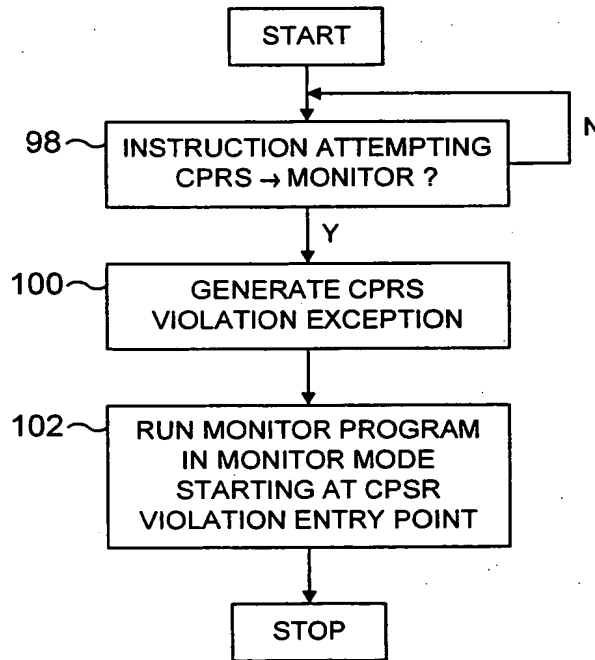 START
N
98
INSTRUCTION ATTEMPTING
CPRS → MONITOR ?
Y
100
GENERATE CPRS
VIOLATION EXCEPTION
102
RUN MONITOR PROGRAM
IN MONITOR MODE
STARTING AT CPSR
VIOLATION ENTRY POINT
STOP